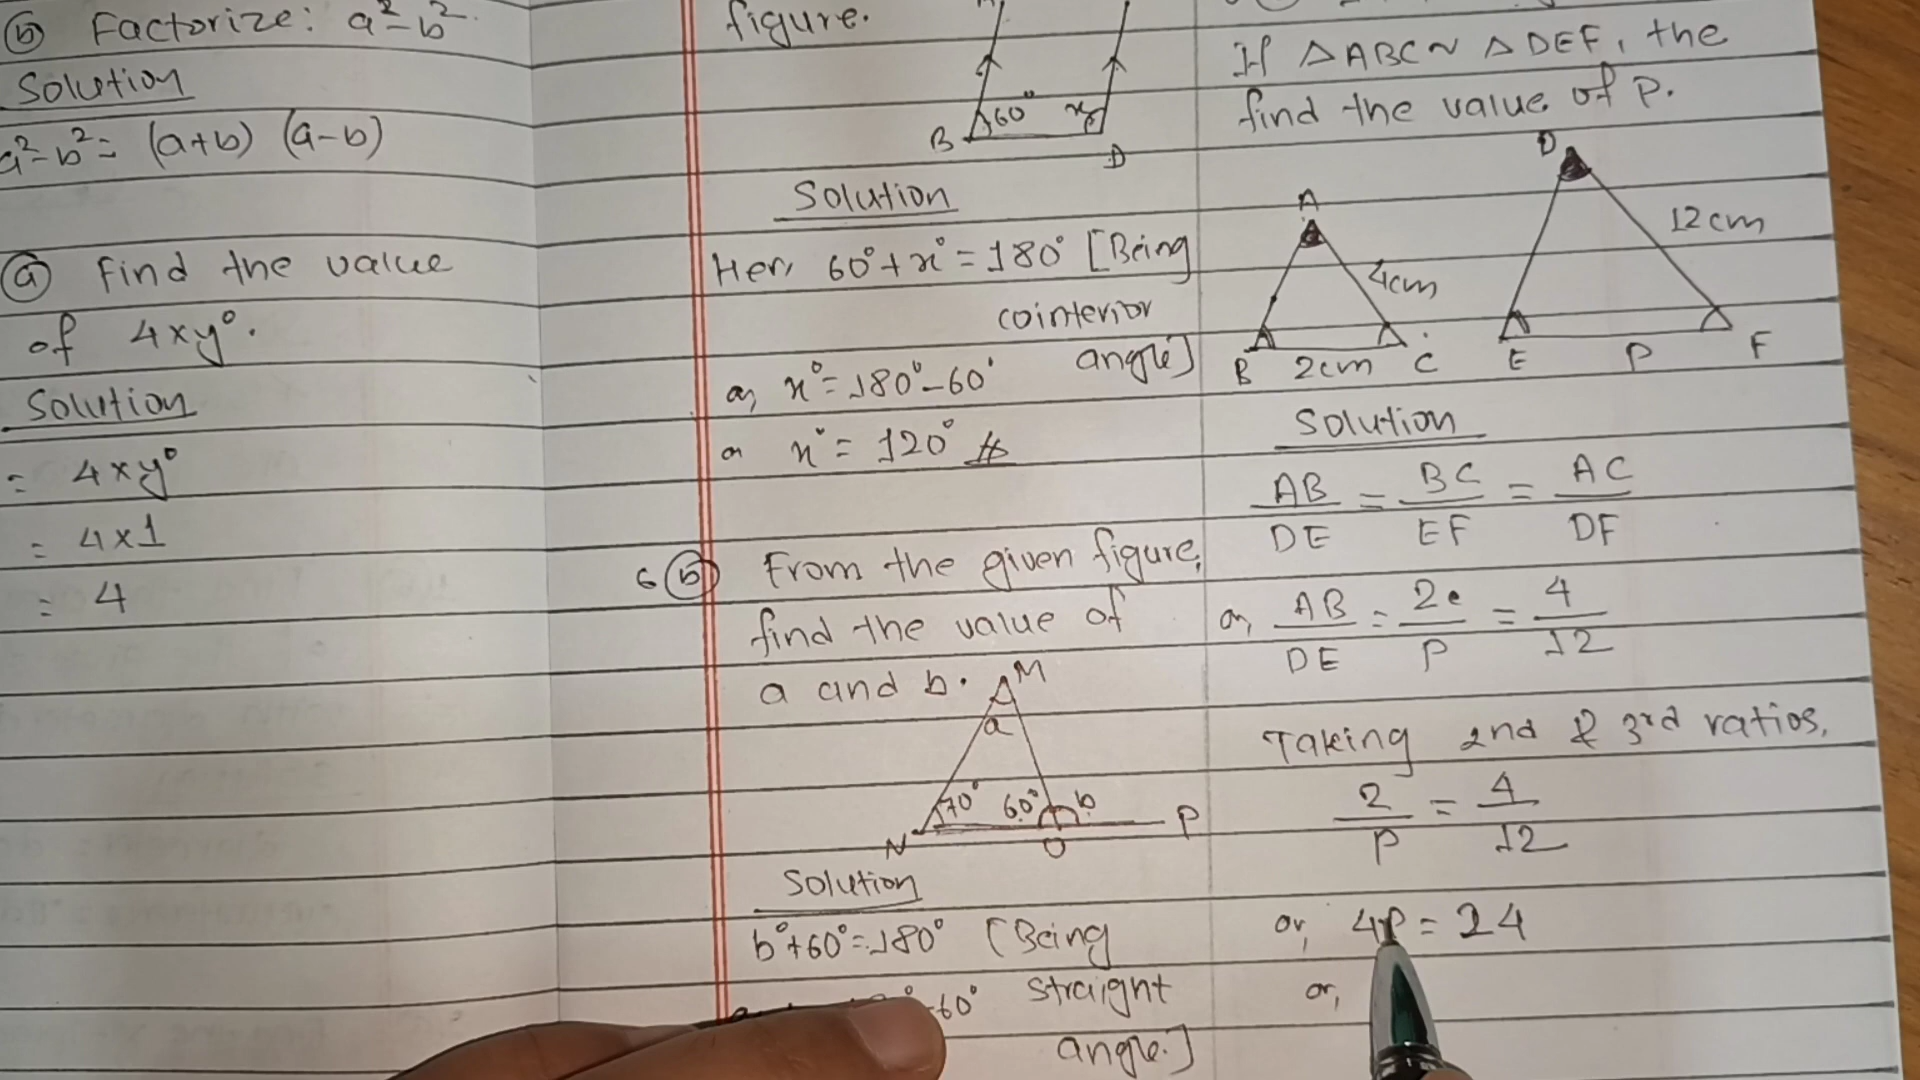 ⓑ Factorize: a²-b².
Solution
a²-b² = (a+b) (a-b)
ⓐ Find the value
of 4xy⁰.
Solution
= 4xy⁰
= 4x1
= 4
figure.
60° x°
B D
Solution
Her, 60°+x° = 180° [Being
cointerior
angle]
or, x° = 180°-60°
or x° = 120°
6 ⓑ From the given figure,
find the value of
a and b.
M
a
70° 60° b
N O P
Solution
b°+60° = 180° [Being
-60° straight
angle.]
If △ABC ~ △DEF, the
find the value of P.
D
A 12cm
4cm
B 2cm C E P F
Solution
AB/DE = BC/EF = AC/DF
or, AB/DE = 2/P = 4/12
Taking 2nd & 3rd ratios,
2/P = 4/12
or, 4P = 24
or,